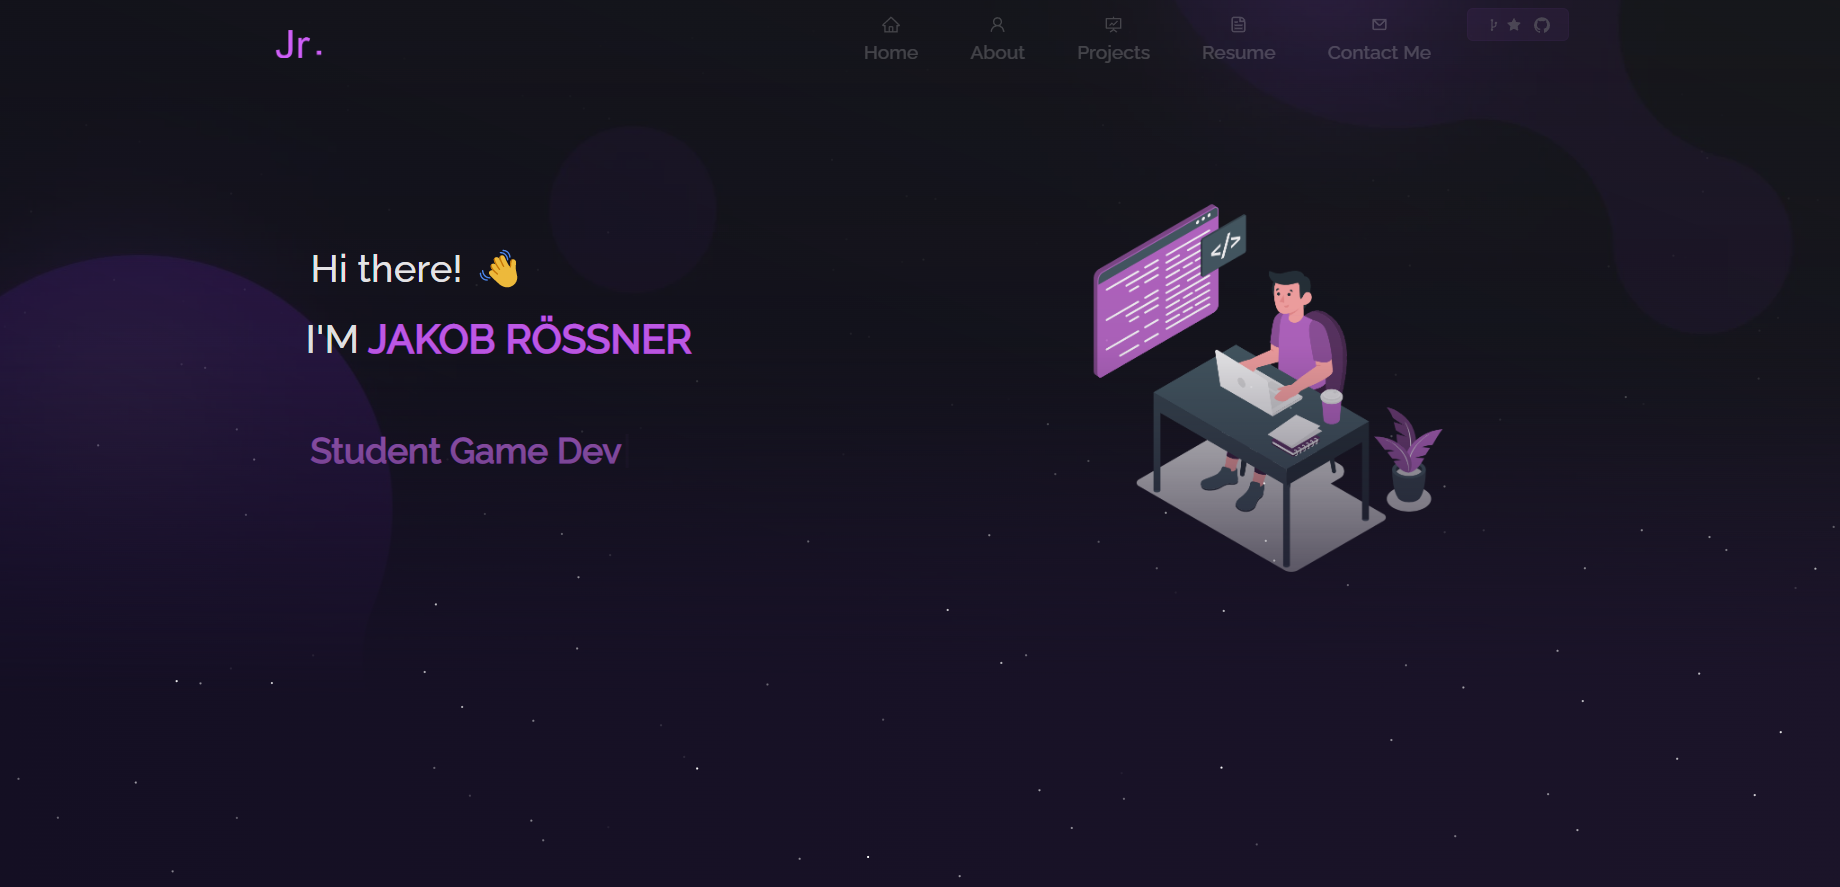 Jr.
Home
About
Projects
Resume
Contact Me
Hi there! 👋
I'M JAKOB RÖSSNER
Student Game Dev
</>